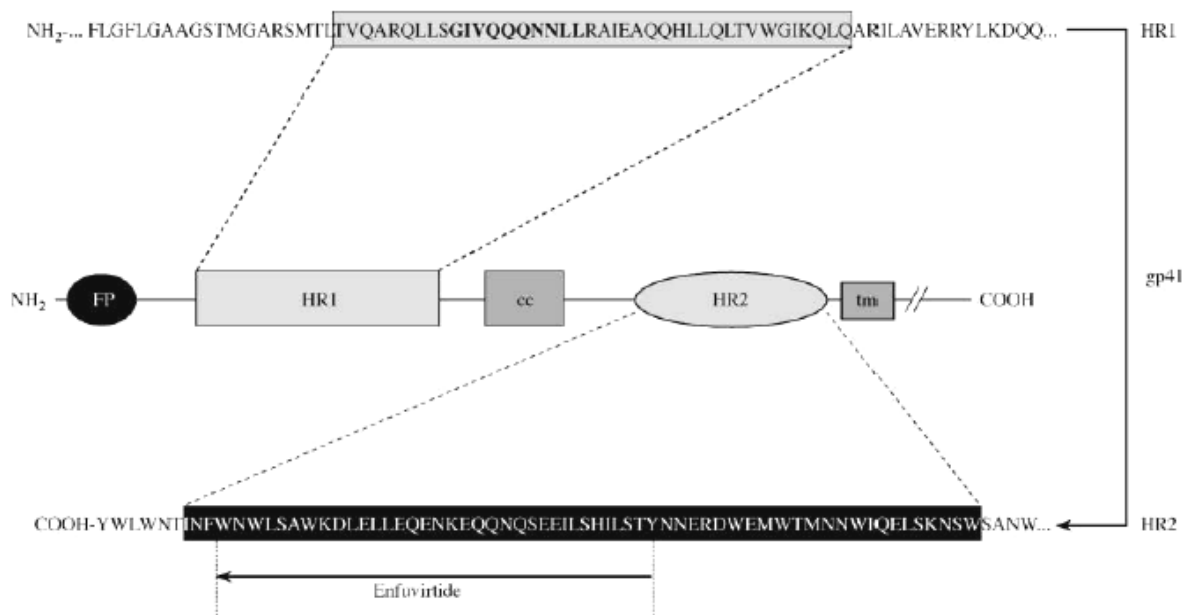 NH2-... FLGFLGAAGSTMGARSMTLTVQARQLLSGIVQQQNNLLRAIEAQQHLLQLTVWGIKQLQARILAVERRYLKDQQ... HR1
gp41
NH2 FP HR1 cc HR2 tm COOH
COOH-YWLWNTINFWNWLSAWKDLELLEQENKEQQNQSEEILSHILSTYNNERDWEMWTMNNWIQELSKNSWSANW... HR2
Enfuvirtide